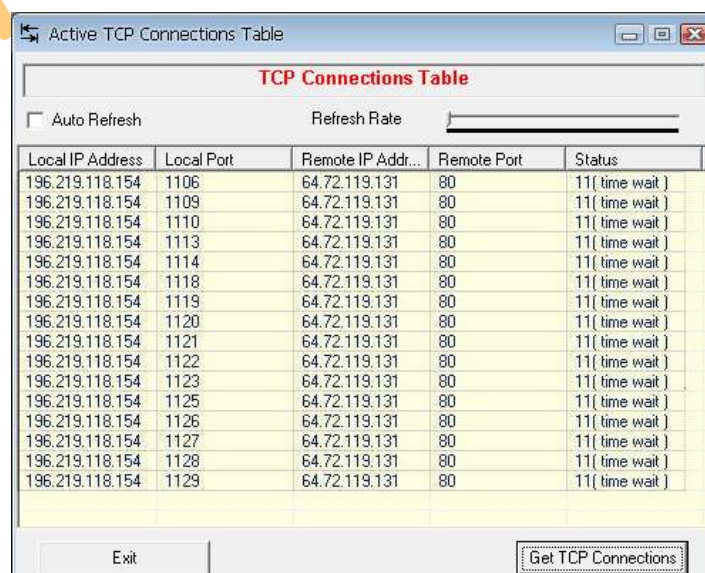 Active TCP Connections Table
TCP Connections Table
Auto Refresh Refresh Rate
Local IP Address Local Port Remote IP Addr... Remote Port Status
196.219.118.154 1106 64.72.119.131 80 11( time wait )
196.219.118.154 1109 64.72.119.131 80 11( time wait )
196.219.118.154 1110 64.72.119.131 80 11( time wait )
196.219.118.154 1113 64.72.119.131 80 11( time wait )
196.219.118.154 1114 64.72.119.131 80 11( time wait )
196.219.118.154 1118 64.72.119.131 80 11( time wait )
196.219.118.154 1119 64.72.119.131 80 11( time wait )
196.219.118.154 1120 64.72.119.131 80 11( time wait )
196.219.118.154 1121 64.72.119.131 80 11( time wait )
196.219.118.154 1122 64.72.119.131 80 11( time wait )
196.219.118.154 1123 64.72.119.131 80 11( time wait )
196.219.118.154 1125 64.72.119.131 80 11( time wait )
196.219.118.154 1126 64.72.119.131 80 11( time wait )
196.219.118.154 1127 64.72.119.131 80 11( time wait )
196.219.118.154 1128 64.72.119.131 80 11( time wait )
196.219.118.154 1129 64.72.119.131 80 11( time wait )
Exit Get TCP Connections